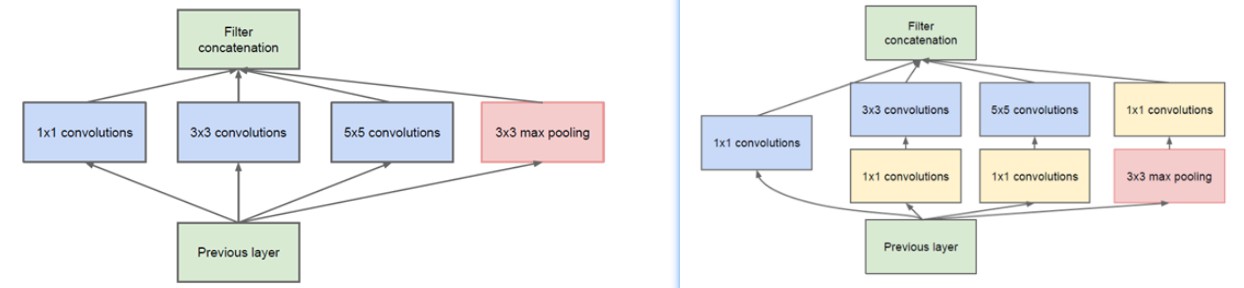 Filter
concatenation
1x1 convolutions
3x3 convolutions
5x5 convolutions
3x3 max pooling
Previous layer
Filter
concatenation
3x3 convolutions
5x5 convolutions
1x1 convolutions
1x1 convolutions
1x1 convolutions
1x1 convolutions
3x3 max pooling
Previous layer